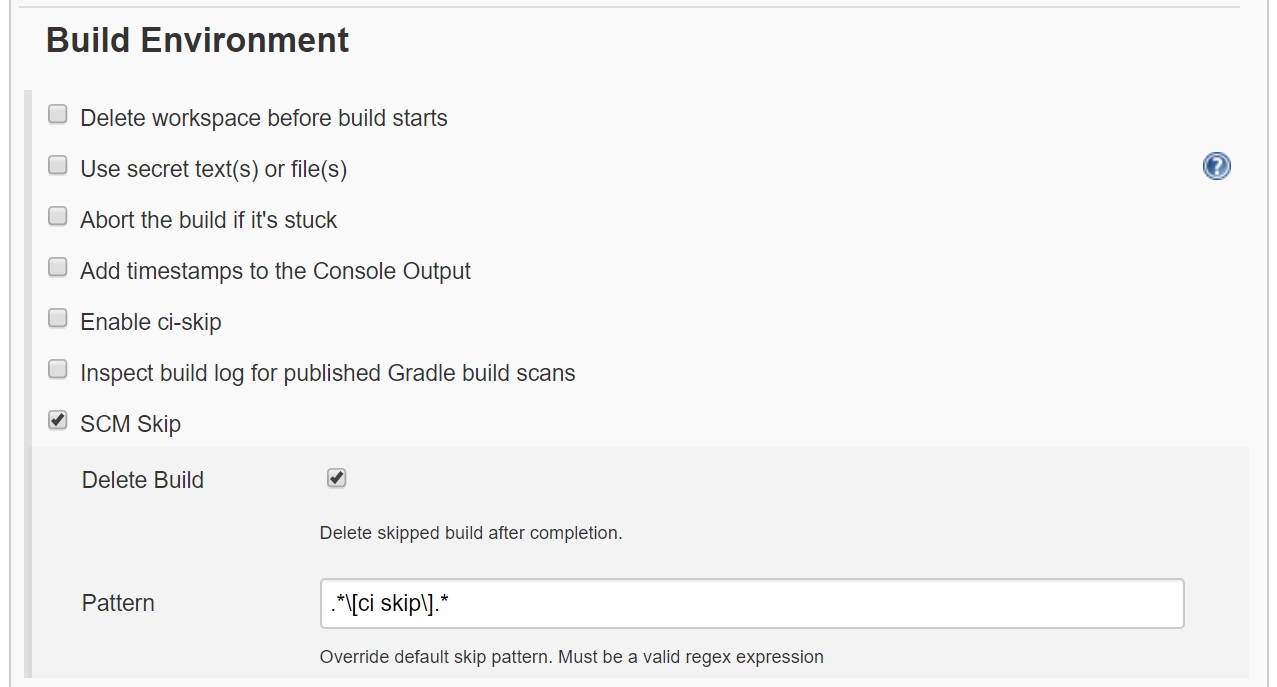 Build Environment
Delete workspace before build starts
Use secret text(s) or file(s)
?
Abort the build if it's stuck
Add timestamps to the Console Output
Enable ci-skip
Inspect build log for published Gradle build scans
SCM Skip
Delete Build
Delete skipped build after completion.
Pattern
.*\[ci skip\].*
Override default skip pattern. Must be a valid regex expression